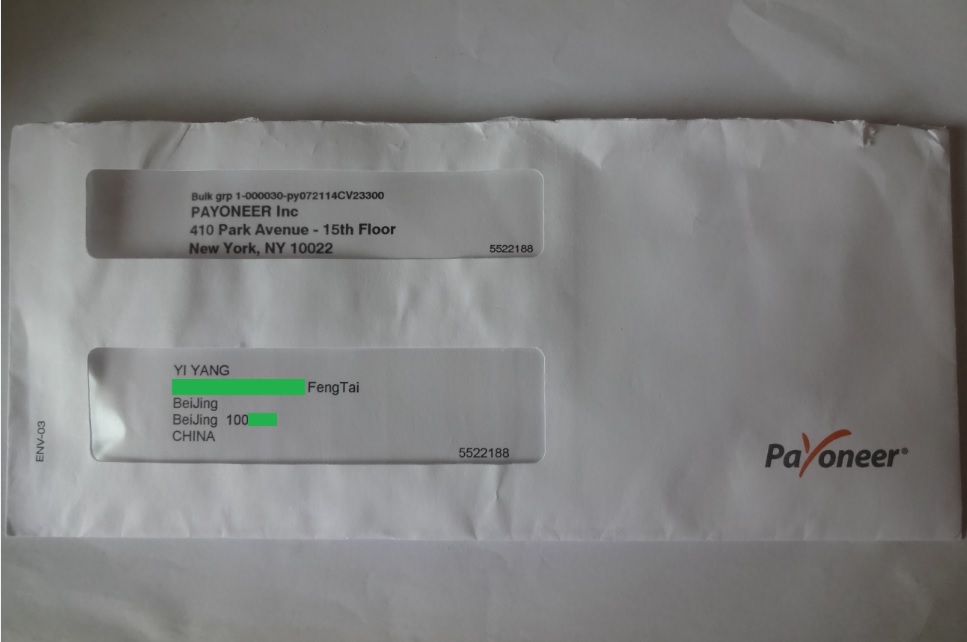 Bulk grp 1-000030-py072114CV23300
PAYONEER Inc
410 Park Avenue - 15th Floor
New York, NY 10022
5522188
YI YANG
FengTai
BeiJing
BeiJing 100
CHINA
5522188
ENV-03
Payoneer®